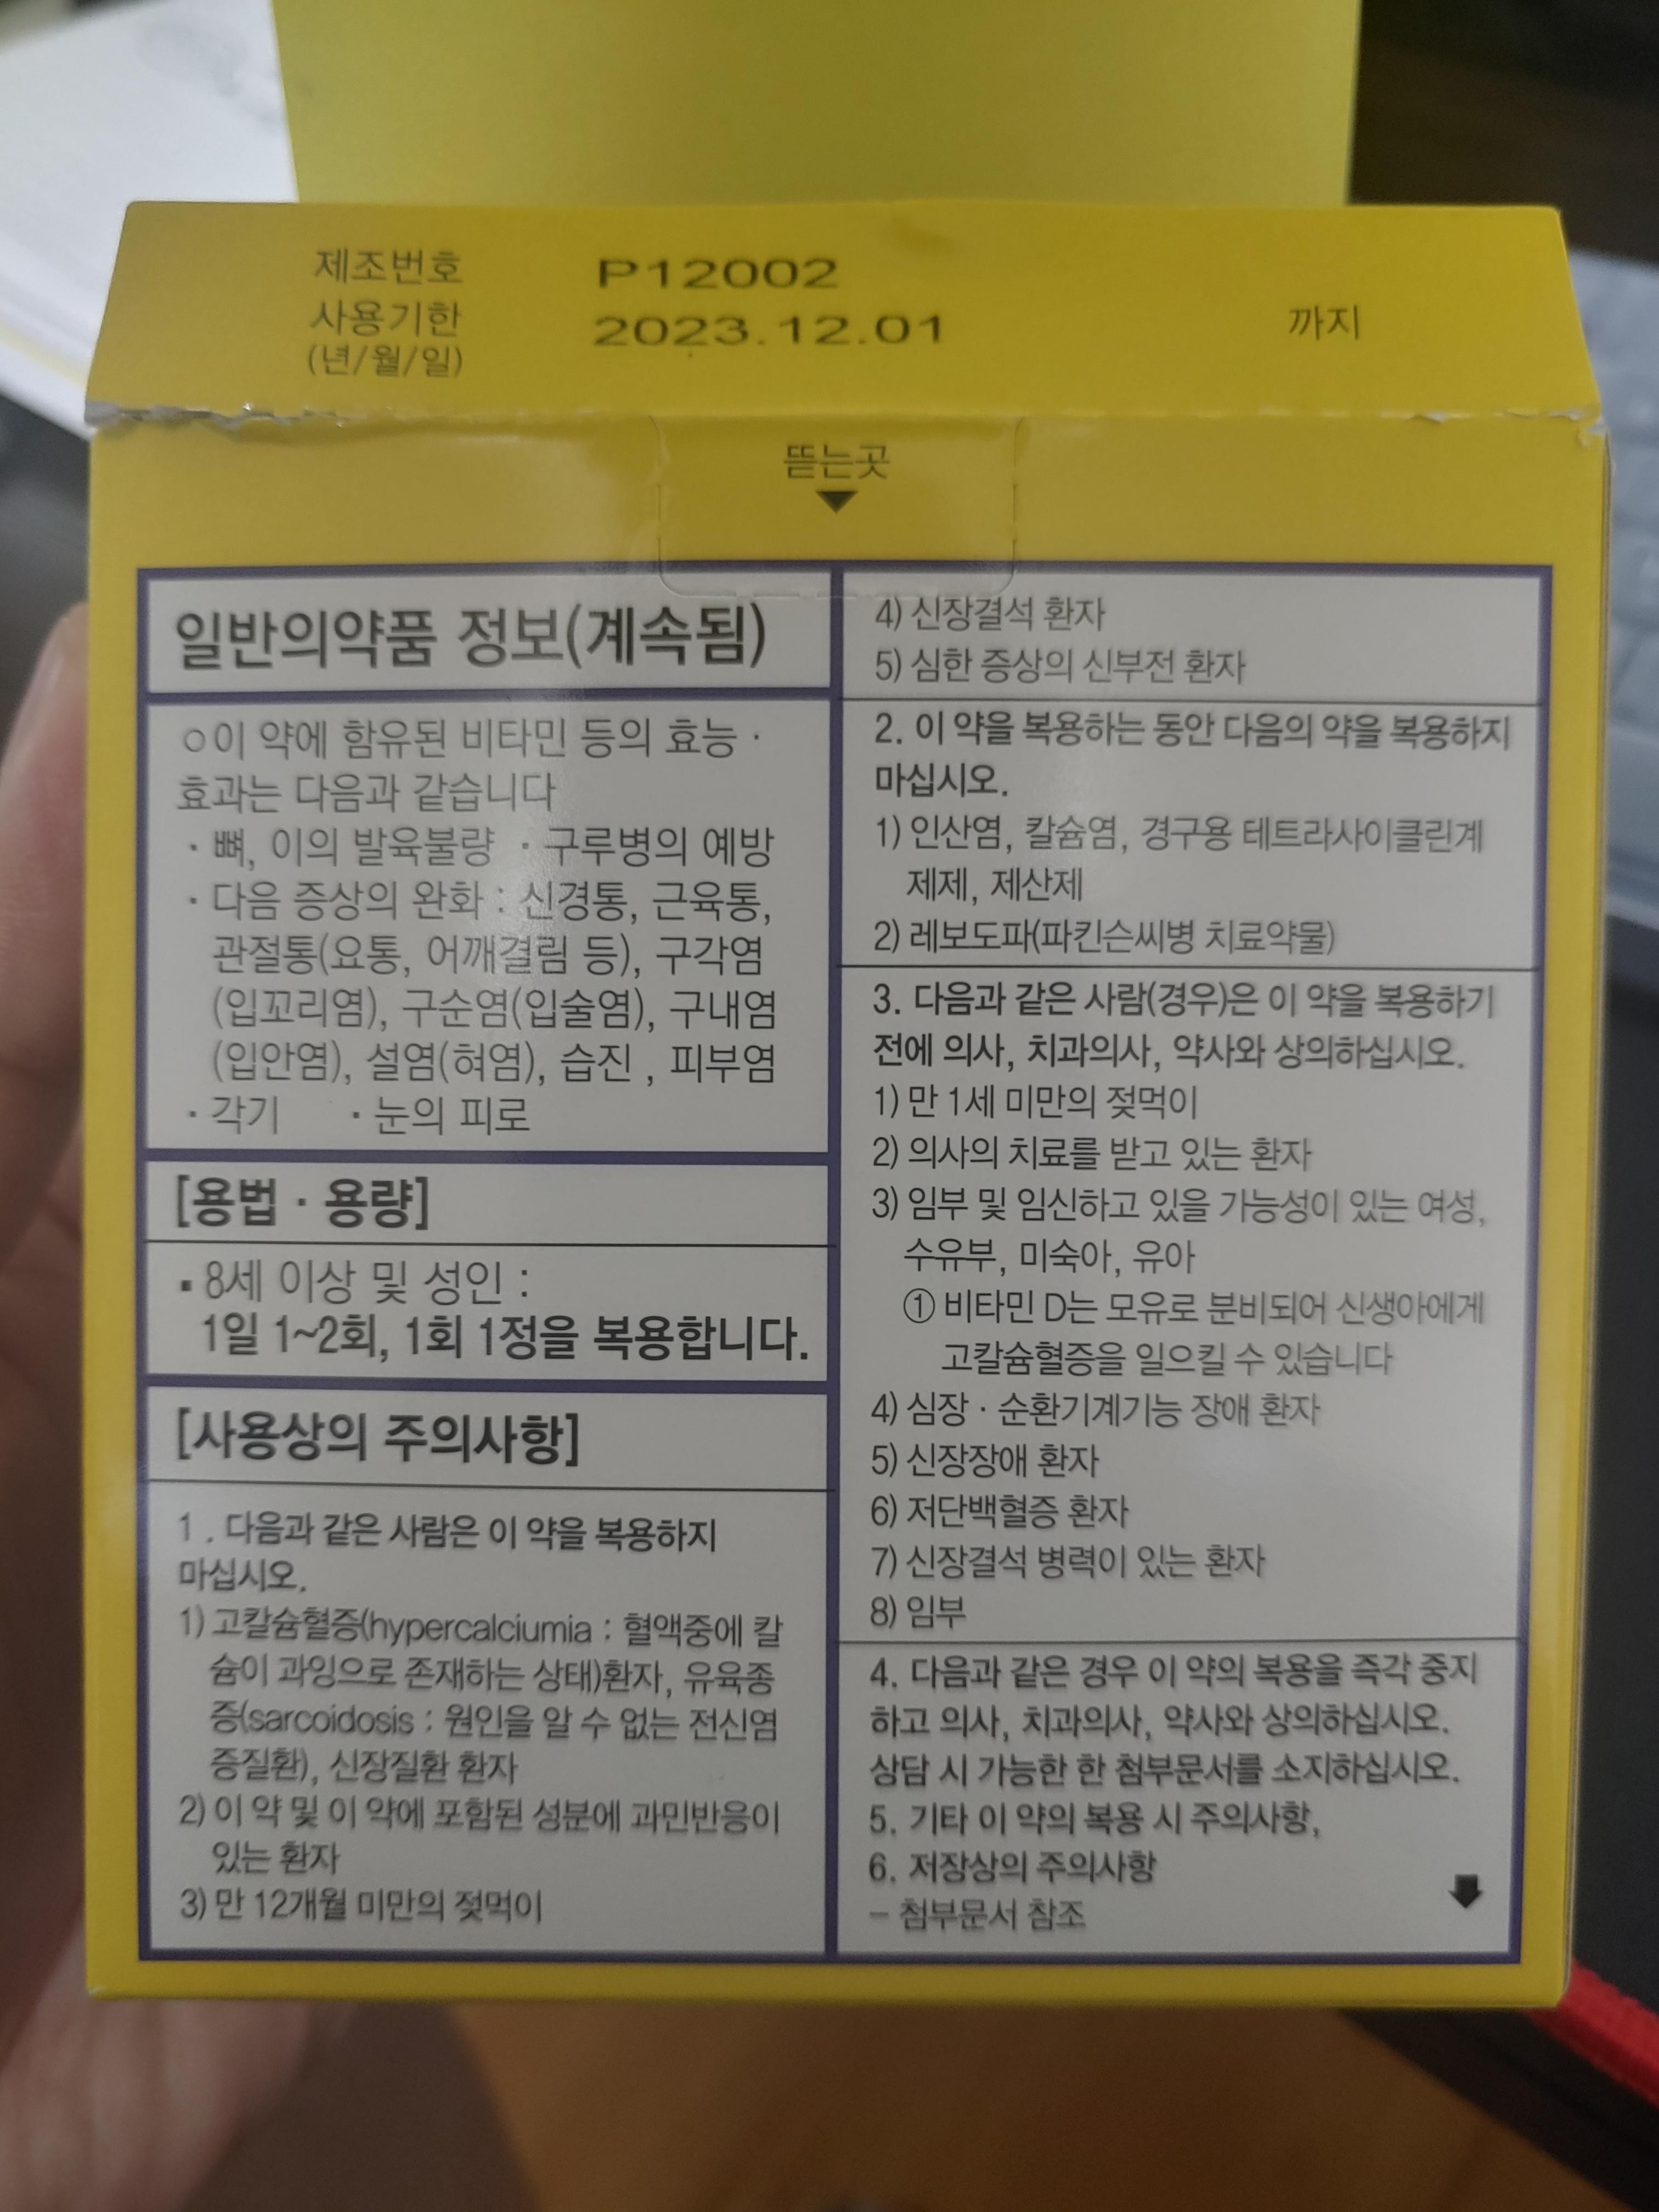 제조번호 P12002
사용기한 2023.12.01 까지
(년/월/일)
뜯는곳
일반의약품 정보(계속됨)
○이 약에 함유된 비타민 등의 효능 ·
효과는 다음과 같습니다
· 뼈, 이의 발육불량 · 구루병의 예방
· 다음 증상의 완화 : 신경통, 근육통,
관절통(요통, 어깨결림 등), 구각염
(입꼬리염), 구순염(입술염), 구내염
(입안염), 설염(혀염), 습진 , 피부염
· 각기 · 눈의 피로
[용법 · 용량]
▪ 8세 이상 및 성인 :
1일 1~2회, 1회 1정을 복용합니다.
[사용상의 주의사항]
1 . 다음과 같은 사람은 이 약을 복용하지
마십시오.
1) 고칼슘혈증(hypercalciumia : 혈액중에 칼
슘이 과잉으로 존재하는 상태)환자, 유육종
증(sarcoidosis : 원인을 알 수 없는 전신염
증질환), 신장질환 환자
2) 이 약 및 이 약에 포함된 성분에 과민반응이
있는 환자
3) 만 12개월 미만의 젖먹이
4) 신장결석 환자
5) 심한 증상의 신부전 환자
2. 이 약을 복용하는 동안 다음의 약을 복용하지
마십시오.
1) 인산염, 칼슘염, 경구용 테트라사이클린계
제제, 제산제
2) 레보도파(파킨슨씨병 치료약물)
3. 다음과 같은 사람(경우)은 이 약을 복용하기
전에 의사, 치과의사, 약사와 상의하십시오.
1) 만 1세 미만의 젖먹이
2) 의사의 치료를 받고 있는 환자
3) 임부 및 임신하고 있을 가능성이 있는 여성,
수유부, 미숙아, 유아
① 비타민 D는 모유로 분비되어 신생아에게
고칼슘혈증을 일으킬 수 있습니다
4) 심장 · 순환기계기능 장애 환자
5) 신장장애 환자
6) 저단백혈증 환자
7) 신장결석 병력이 있는 환자
8) 임부
4. 다음과 같은 경우 이 약의 복용을 즉각 중지
하고 의사, 치과의사, 약사와 상의하십시오.
상담 시 가능한 한 첨부문서를 소지하십시오.
5. 기타 이 약의 복용 시 주의사항,
6. 저장상의 주의사항
– 첨부문서 참조